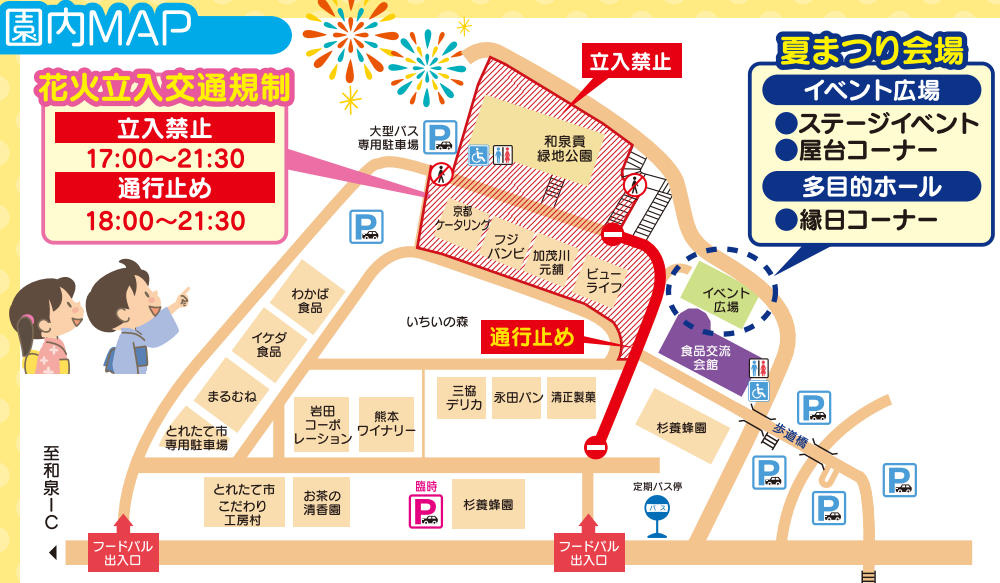 園内MAP
花火立入交通規制
立入禁止
17:00～21:30
通行止め
18:00～21:30
立入禁止
夏まつり会場
イベント広場
●ステージイベント
●屋台コーナー
多目的ホール
●縁日コーナー
大型バス
専用駐車場
P
和泉貢
緑地公園
京都
ケータリング
フジ
バンビ
加茂川
元舗
ビュー
ライフ
P
わかば
食品
イケダ
食品
まるむね
とれたて市
専用駐車場
いちいの森
通行止め
イベント
広場
食品交流
会館
三協
デリカ
永田パン
清正製菓
岩田
コーポ
レーション
熊本
ワイナリー
杉養蜂園
歩道橋
P
P
P
P
至和泉IC
とれたて市
こだわり
工房村
お茶の
清香園
臨時
P
杉養蜂園
定期バス停
バス
フードパル
出入口
フードパル
出入口